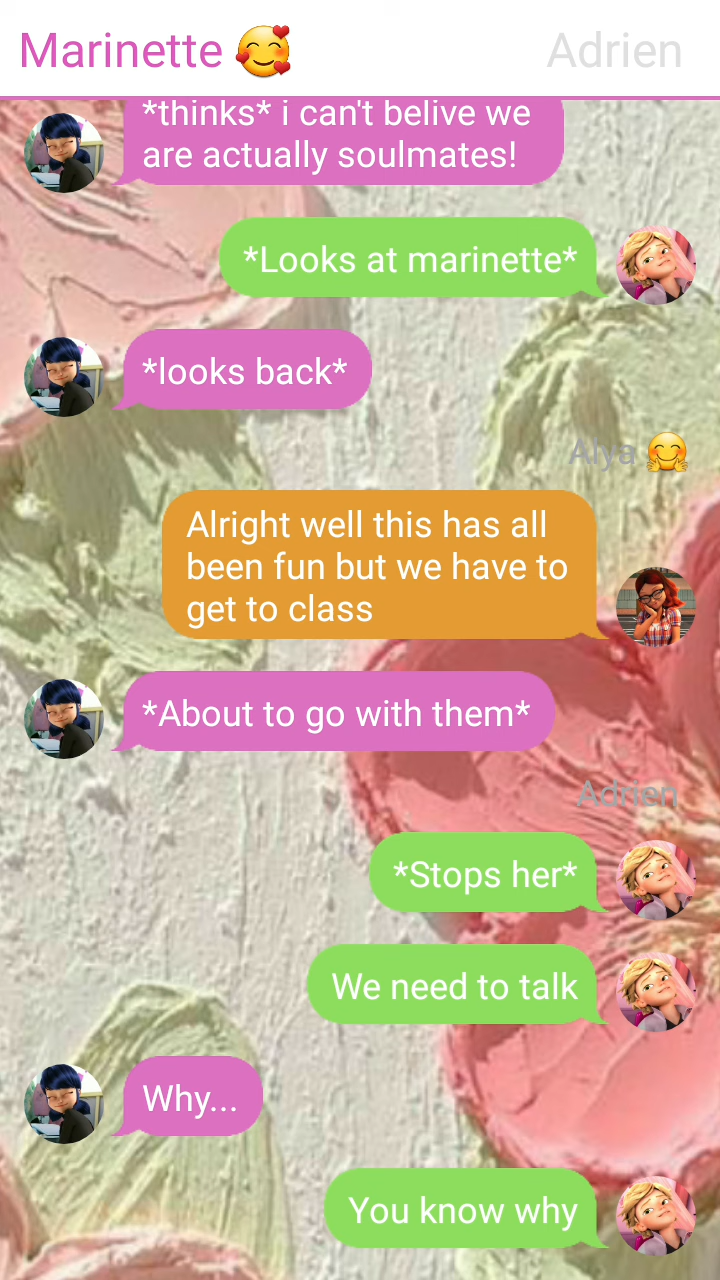 Marinette 🥰 Adrien
*thinks* i can't belive we
are actually soulmates!
*Looks at marinette*
*looks back*
Alya 🤗
Alright well this has all
been fun but we have to
get to class
*About to go with them*
Adrien
*Stops her*
We need to talk
Why...
You know why